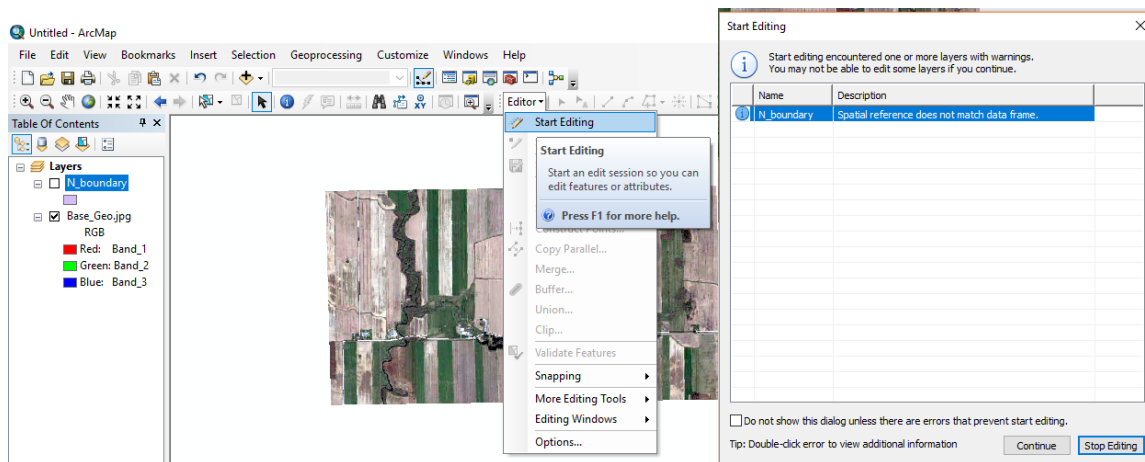 Untitled - ArcMap
File Edit View Bookmarks Insert Selection Geoprocessing Customize Windows Help
Editor
Table Of Contents
Layers
N_boundary
Base_Geo.jpg
RGB
Red: Band_1
Green: Band_2
Blue: Band_3
Start Editing
Start Editing
Start an edit session so you can
edit features or attributes.
Press F1 for more help.
Construct Points...
Copy Parallel...
Merge...
Buffer...
Union...
Clip...
Validate Features
Snapping
More Editing Tools
Editing Windows
Options...
Start Editing
Start editing encountered one or more layers with warnings.
You may not be able to edit some layers if you continue.
Name Description
N_boundary Spatial reference does not match data frame.
Do not show this dialog unless there are errors that prevent start editing.
Tip: Double-click error to view additional information
Continue Stop Editing